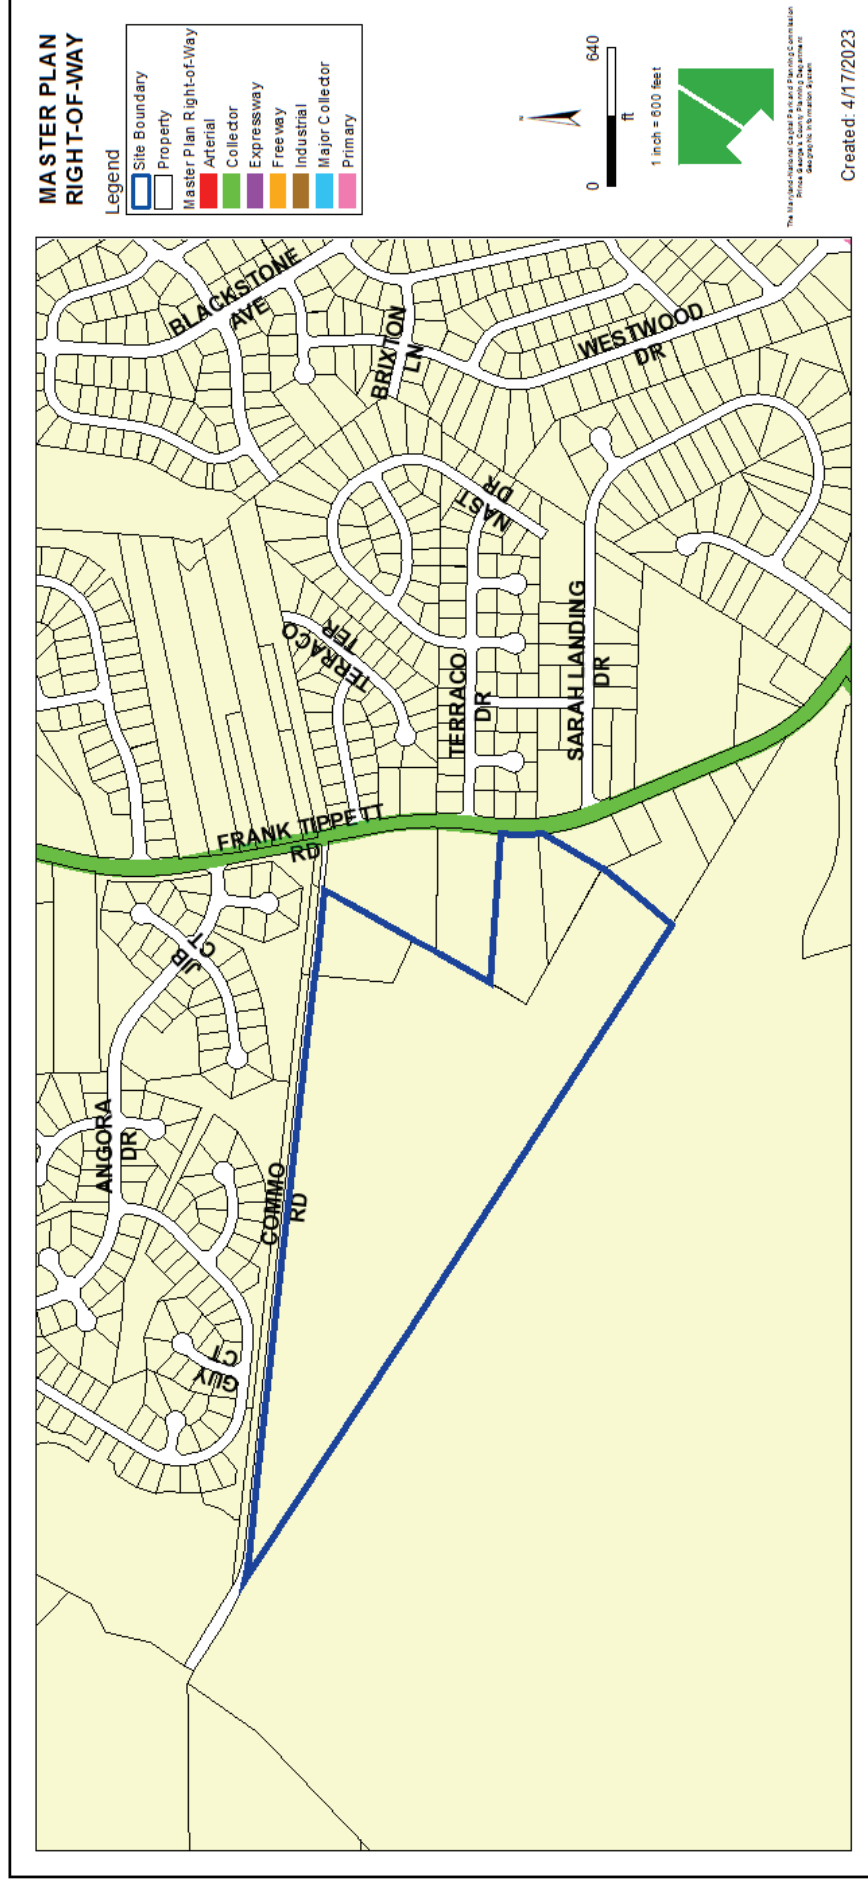 MASTER PLAN
RIGHT-OF-WAY
Legend
Site Boundary
Property
Master Plan Right-of-Way
Arterial
Collector
Expressway
Freeway
Industrial
Major Collector
Primary
N
0
640
ft
1 inch = 600 feet
The Maryland-National Capital Park and Planning Commission
Prince George's County Planning Department
Geographic Information System
Created: 4/17/2023
BLACKSTONE
AVE
BRIXTON
LN
WESTWOOD
DR
NAST
DR
TERRACO
TER
TERRACO
DR
SARAH LANDING
DR
FRANK TIPPETT
RD
JIB
CT
ANGORA
DR
COMMO
RD
GUY
CT